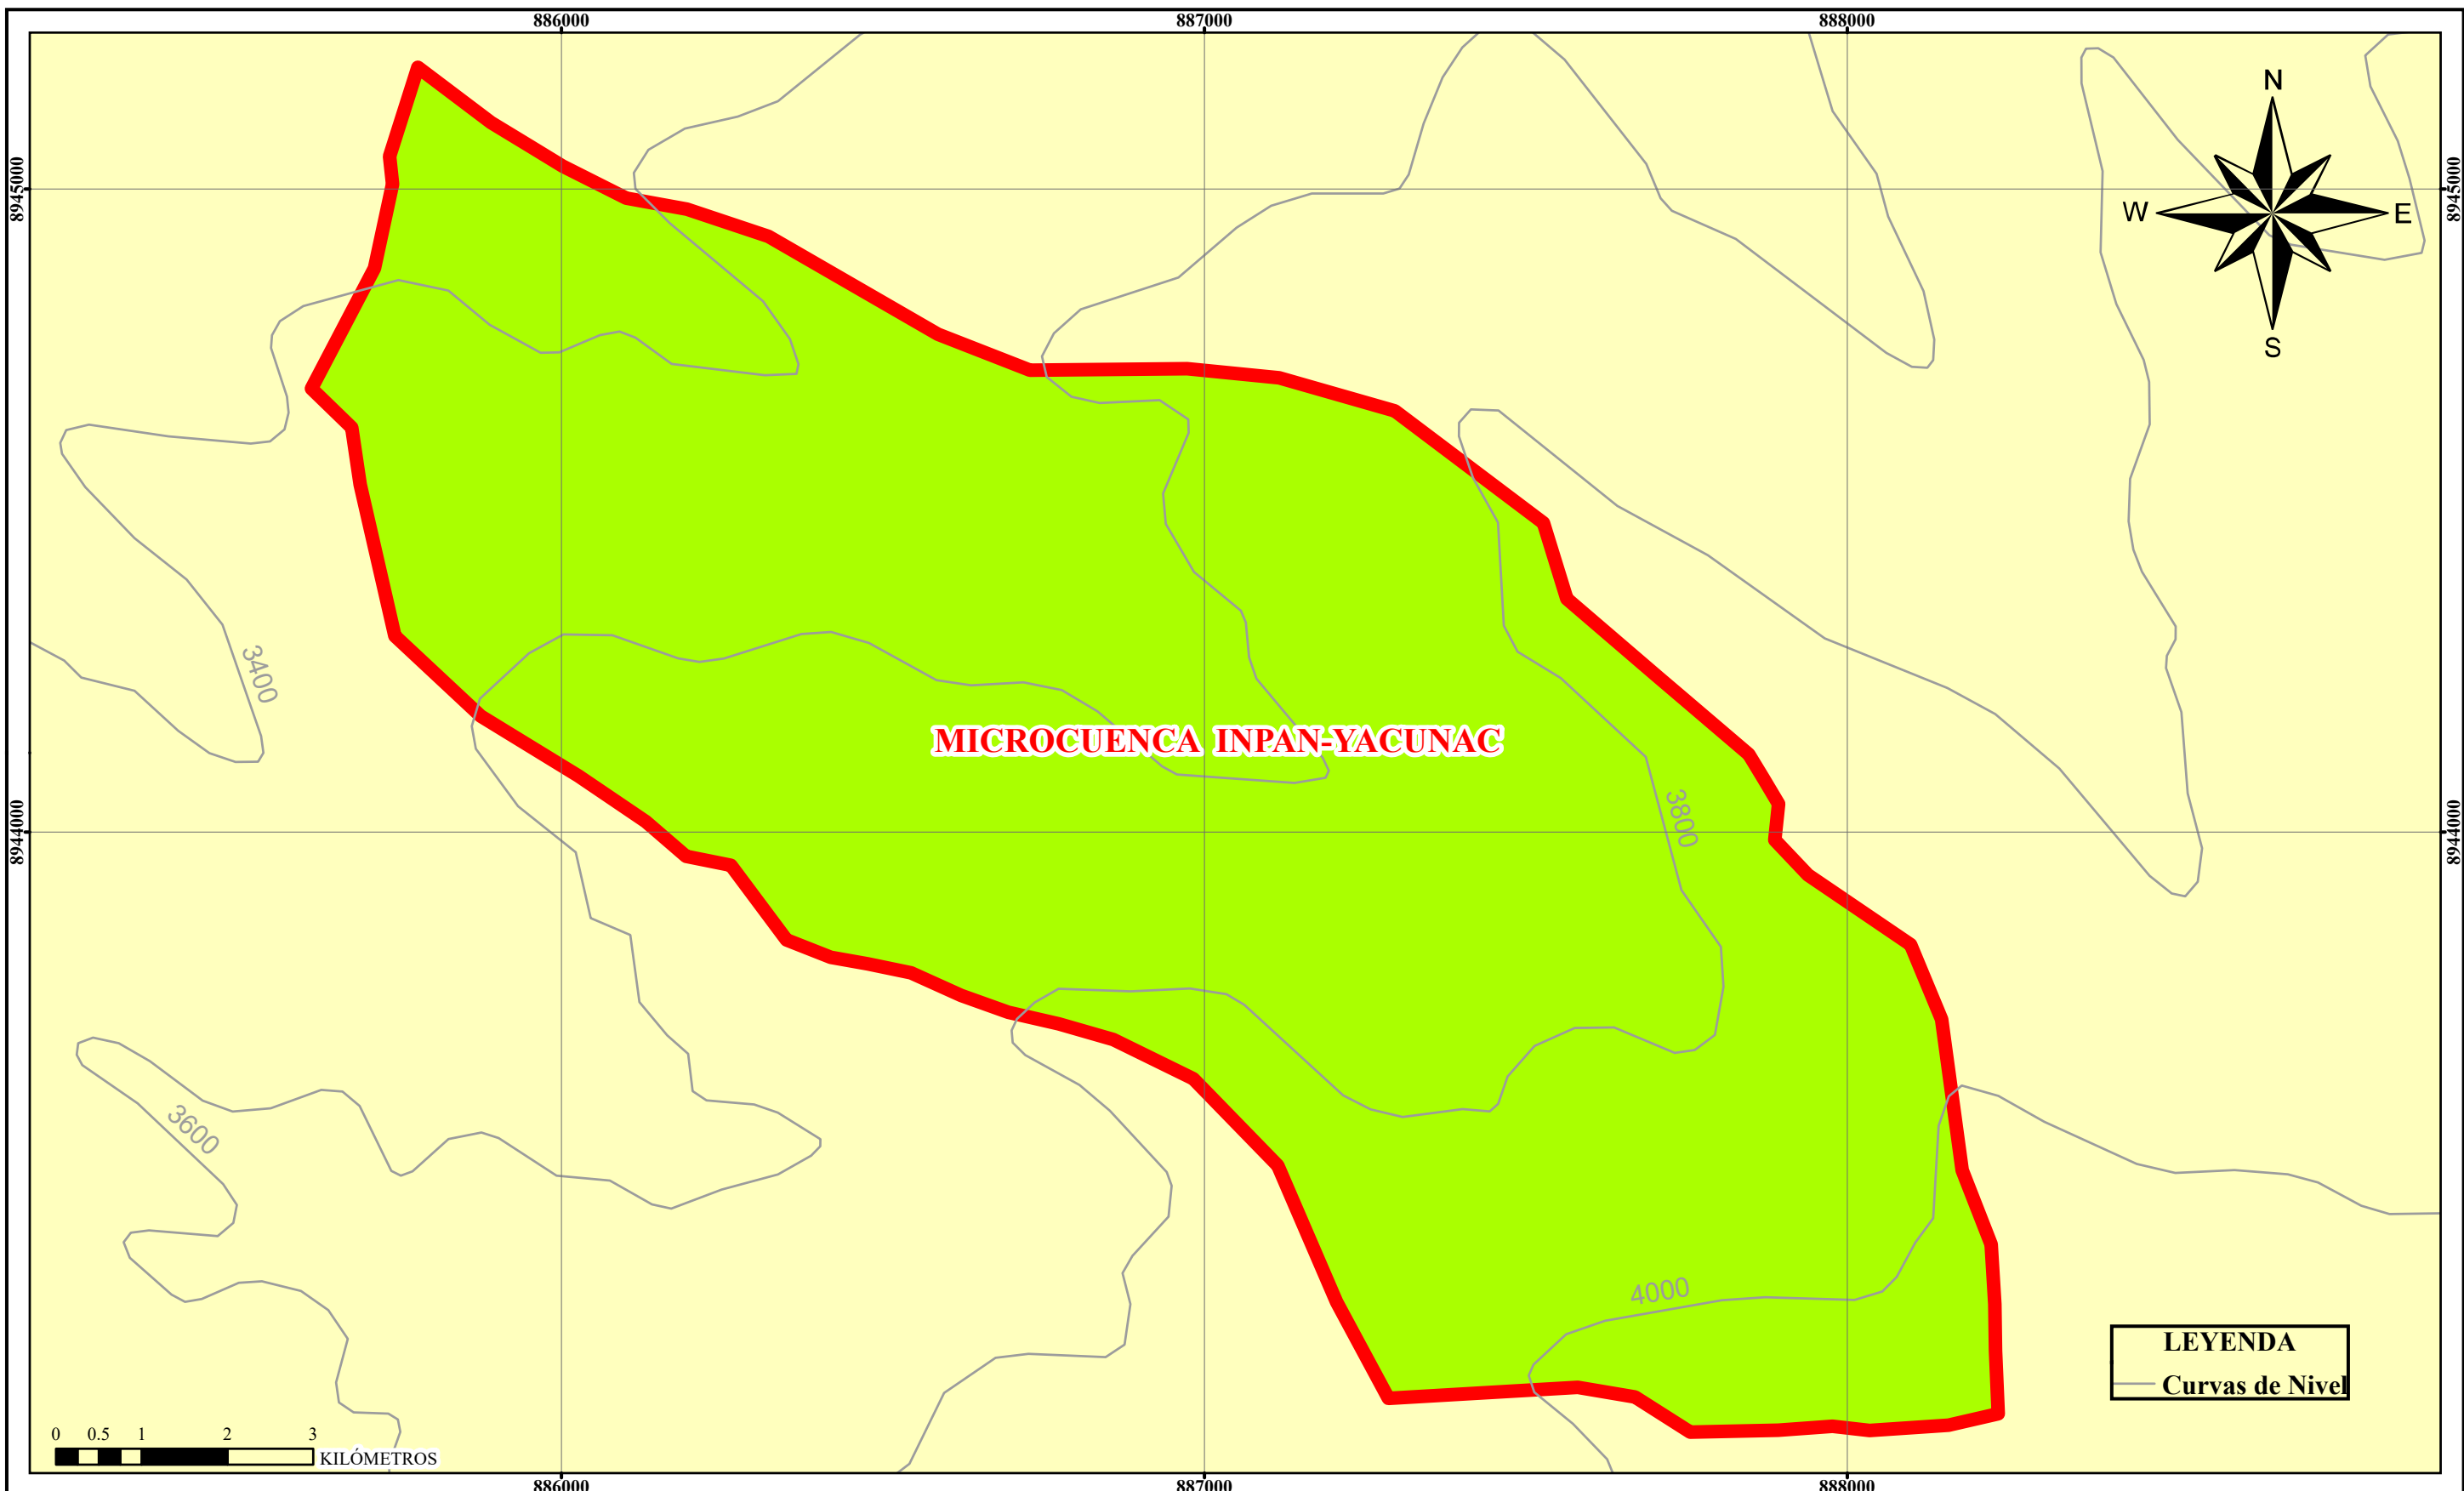 886000 887000 888000
N
8945000 W E 8945000
S
3400
MICROCUENCA INPAN-YACUNAC
3800
8944000 8944000
3600
4000
LEYENDA
Curvas de Nivel
0 0.5 1 2 3
KILÓMETROS
886000 887000 888000